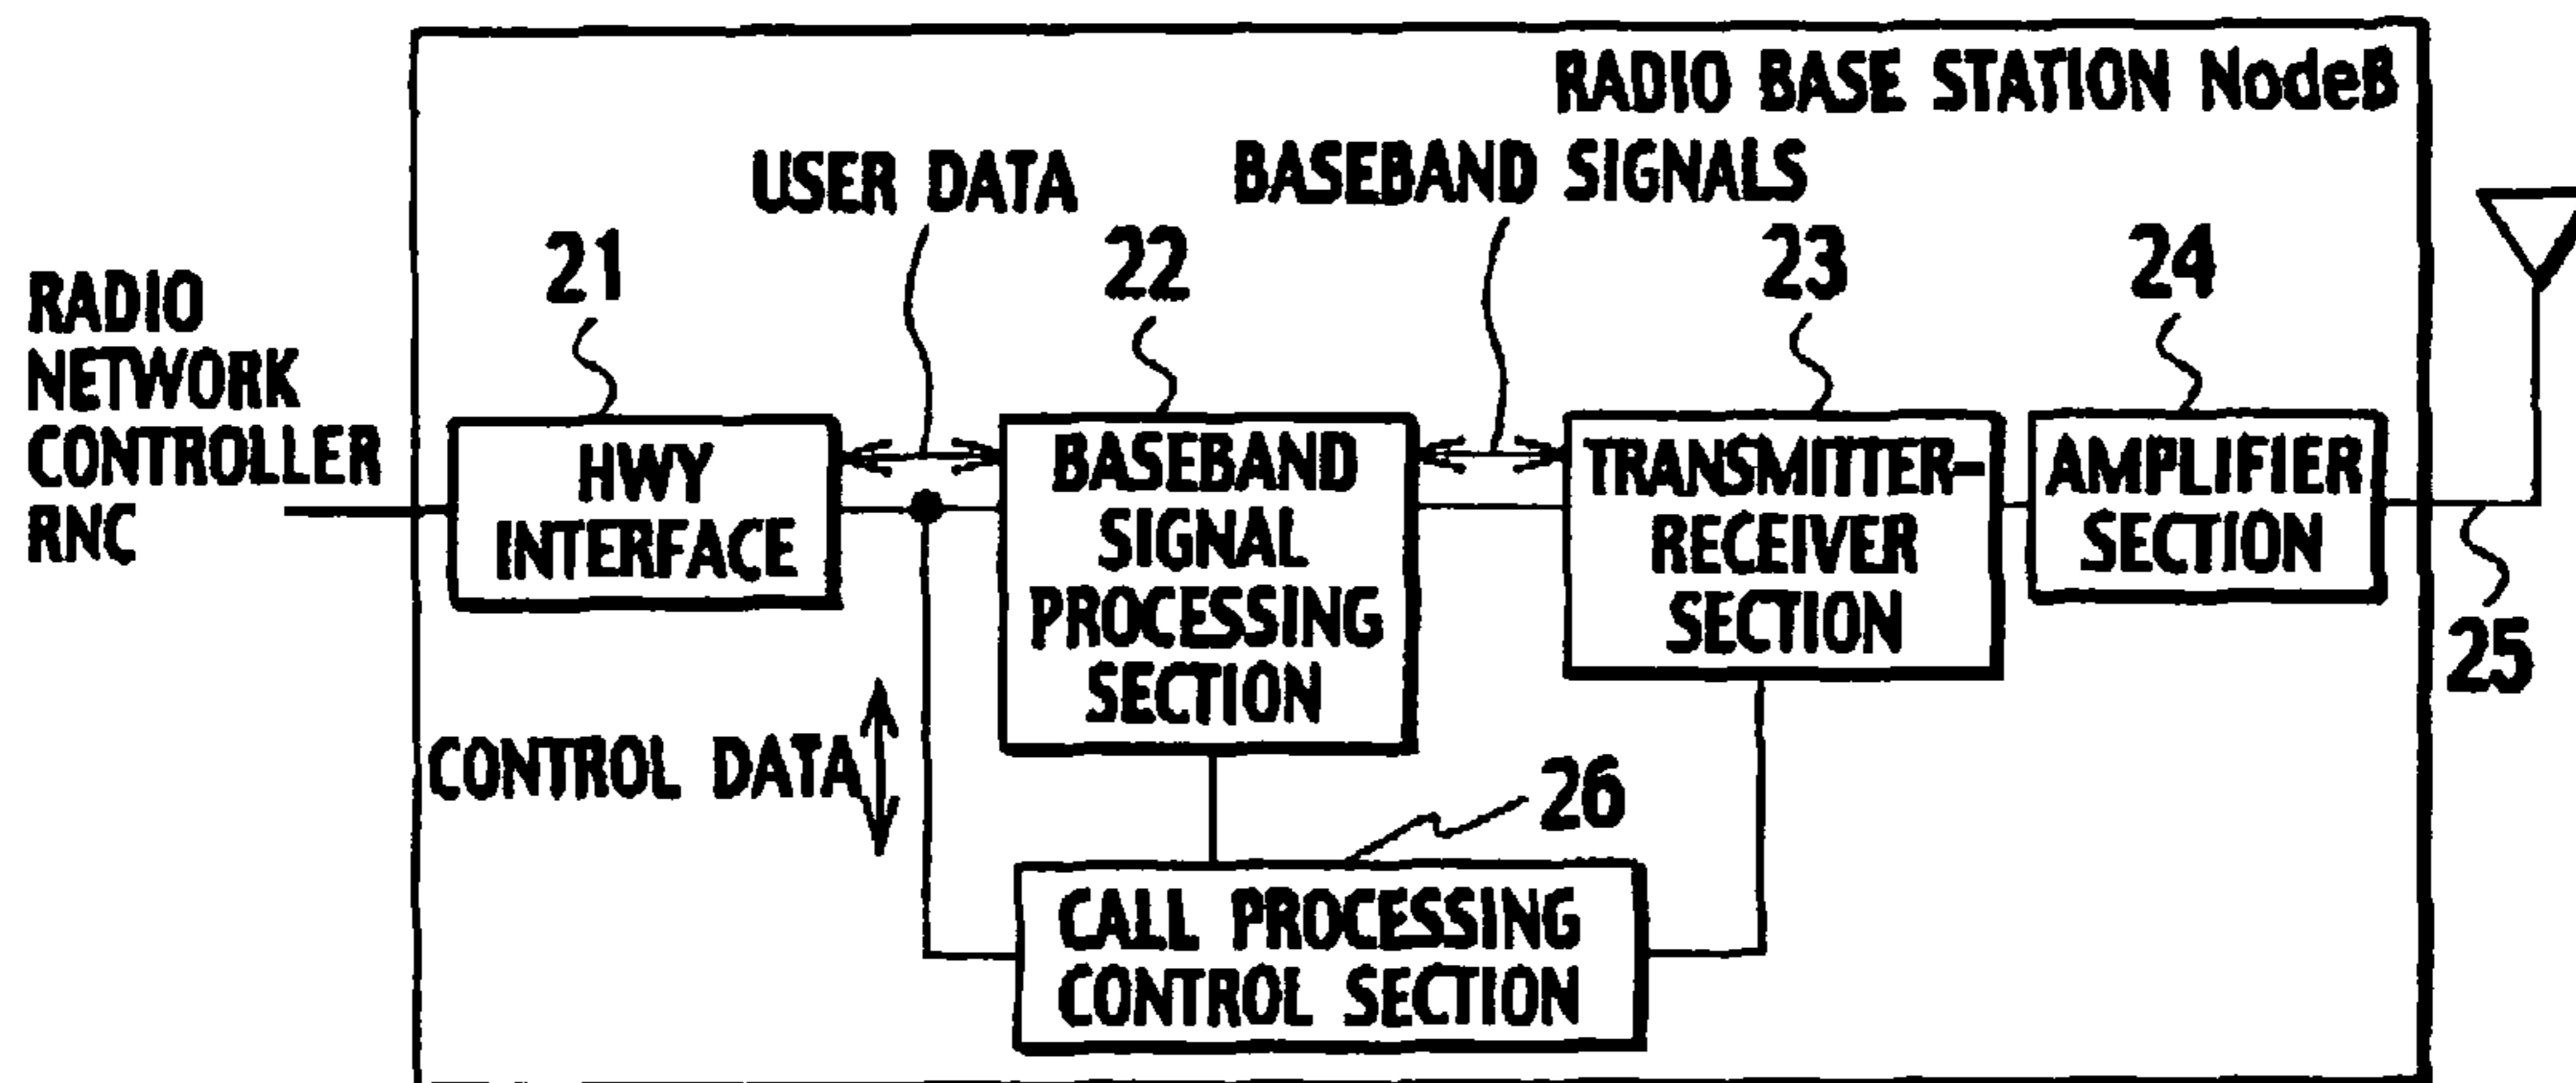 RADIO BASE STATION NodeB
USER DATA
BASEBAND SIGNALS
21
22
23
24
RADIO
NETWORK
CONTROLLER
RNC
HWY
INTERFACE
BASEBAND
SIGNAL
PROCESSING
SECTION
TRANSMITTER-
RECEIVER
SECTION
AMPLIFIER
SECTION
25
CONTROL DATA
26
CALL PROCESSING
CONTROL SECTION